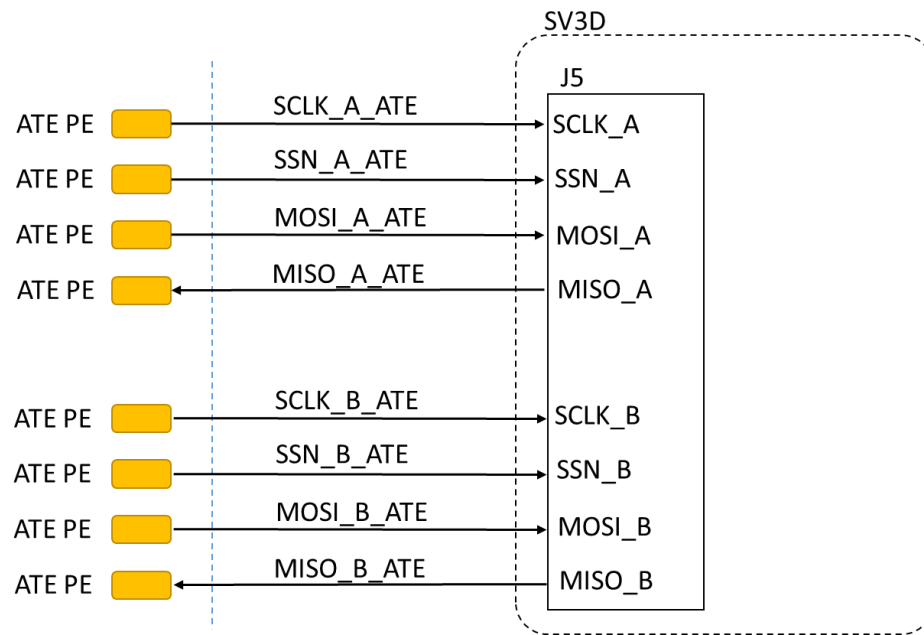 SV3D
J5
ATE PE SCLK_A_ATE SCLK_A
ATE PE SSN_A_ATE SSN_A
ATE PE MOSI_A_ATE MOSI_A
ATE PE MISO_A_ATE MISO_A
ATE PE SCLK_B_ATE SCLK_B
ATE PE SSN_B_ATE SSN_B
ATE PE MOSI_B_ATE MOSI_B
ATE PE MISO_B_ATE MISO_B